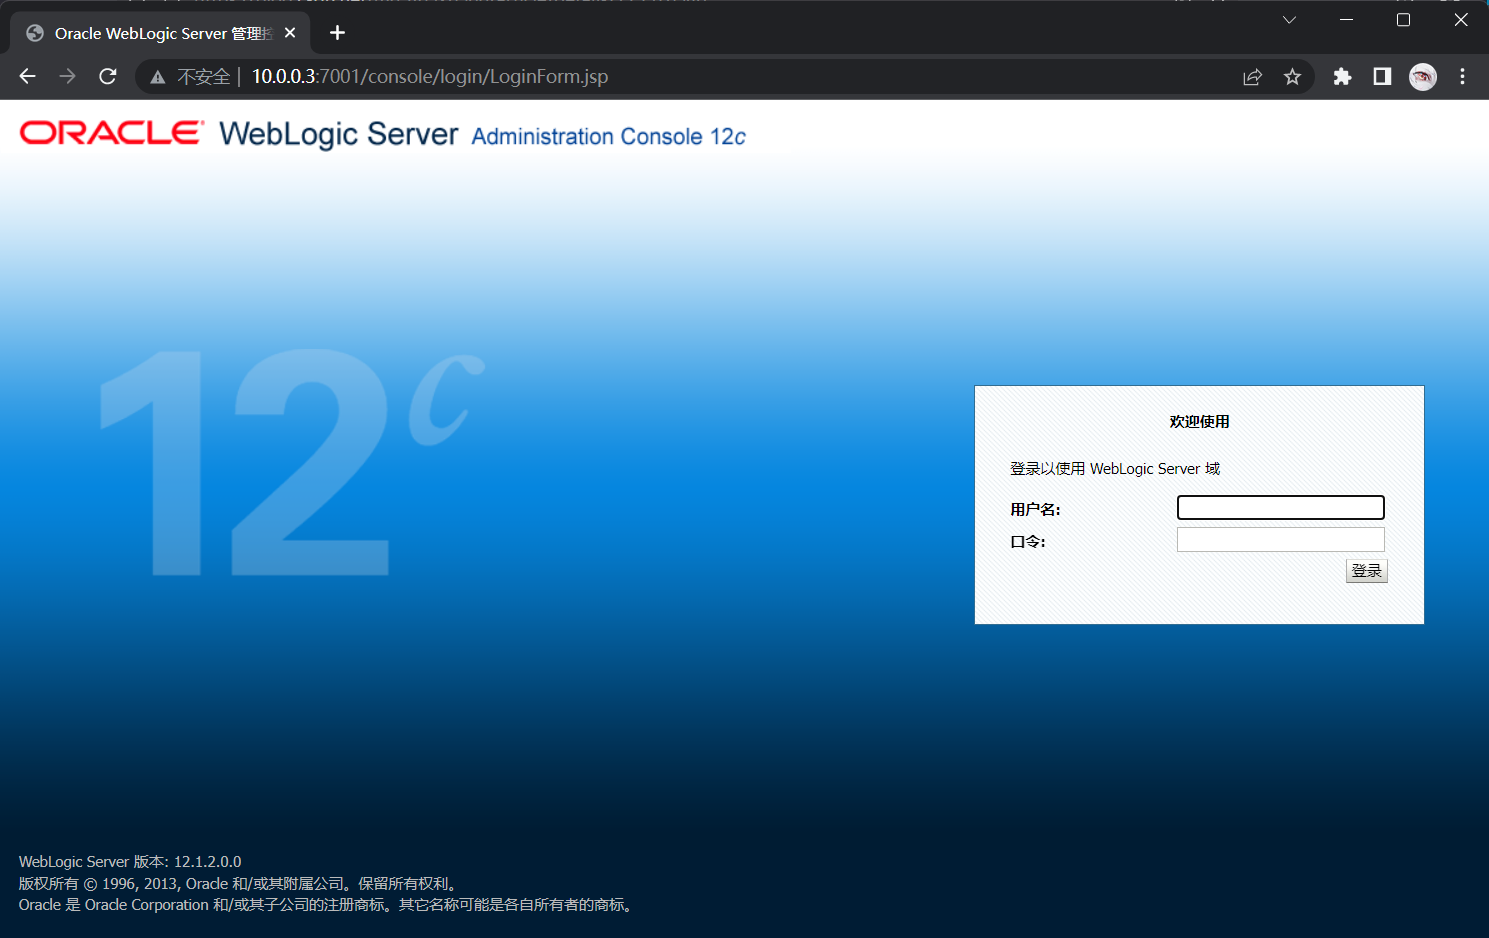 Oracle WebLogic Server 管理控
不安全 | 10.0.0.3:7001/console/login/LoginForm.jsp
ORACLE WebLogic Server Administration Console 12c
12c
欢迎使用
登录以使用 WebLogic Server 域
用户名:
口令:
登录
WebLogic Server 版本: 12.1.2.0.0
版权所有 © 1996, 2013, Oracle 和/或其附属公司。保留所有权利。
Oracle 是 Oracle Corporation 和/或其子公司的注册商标。其它名称可能是各自所有者的商标。